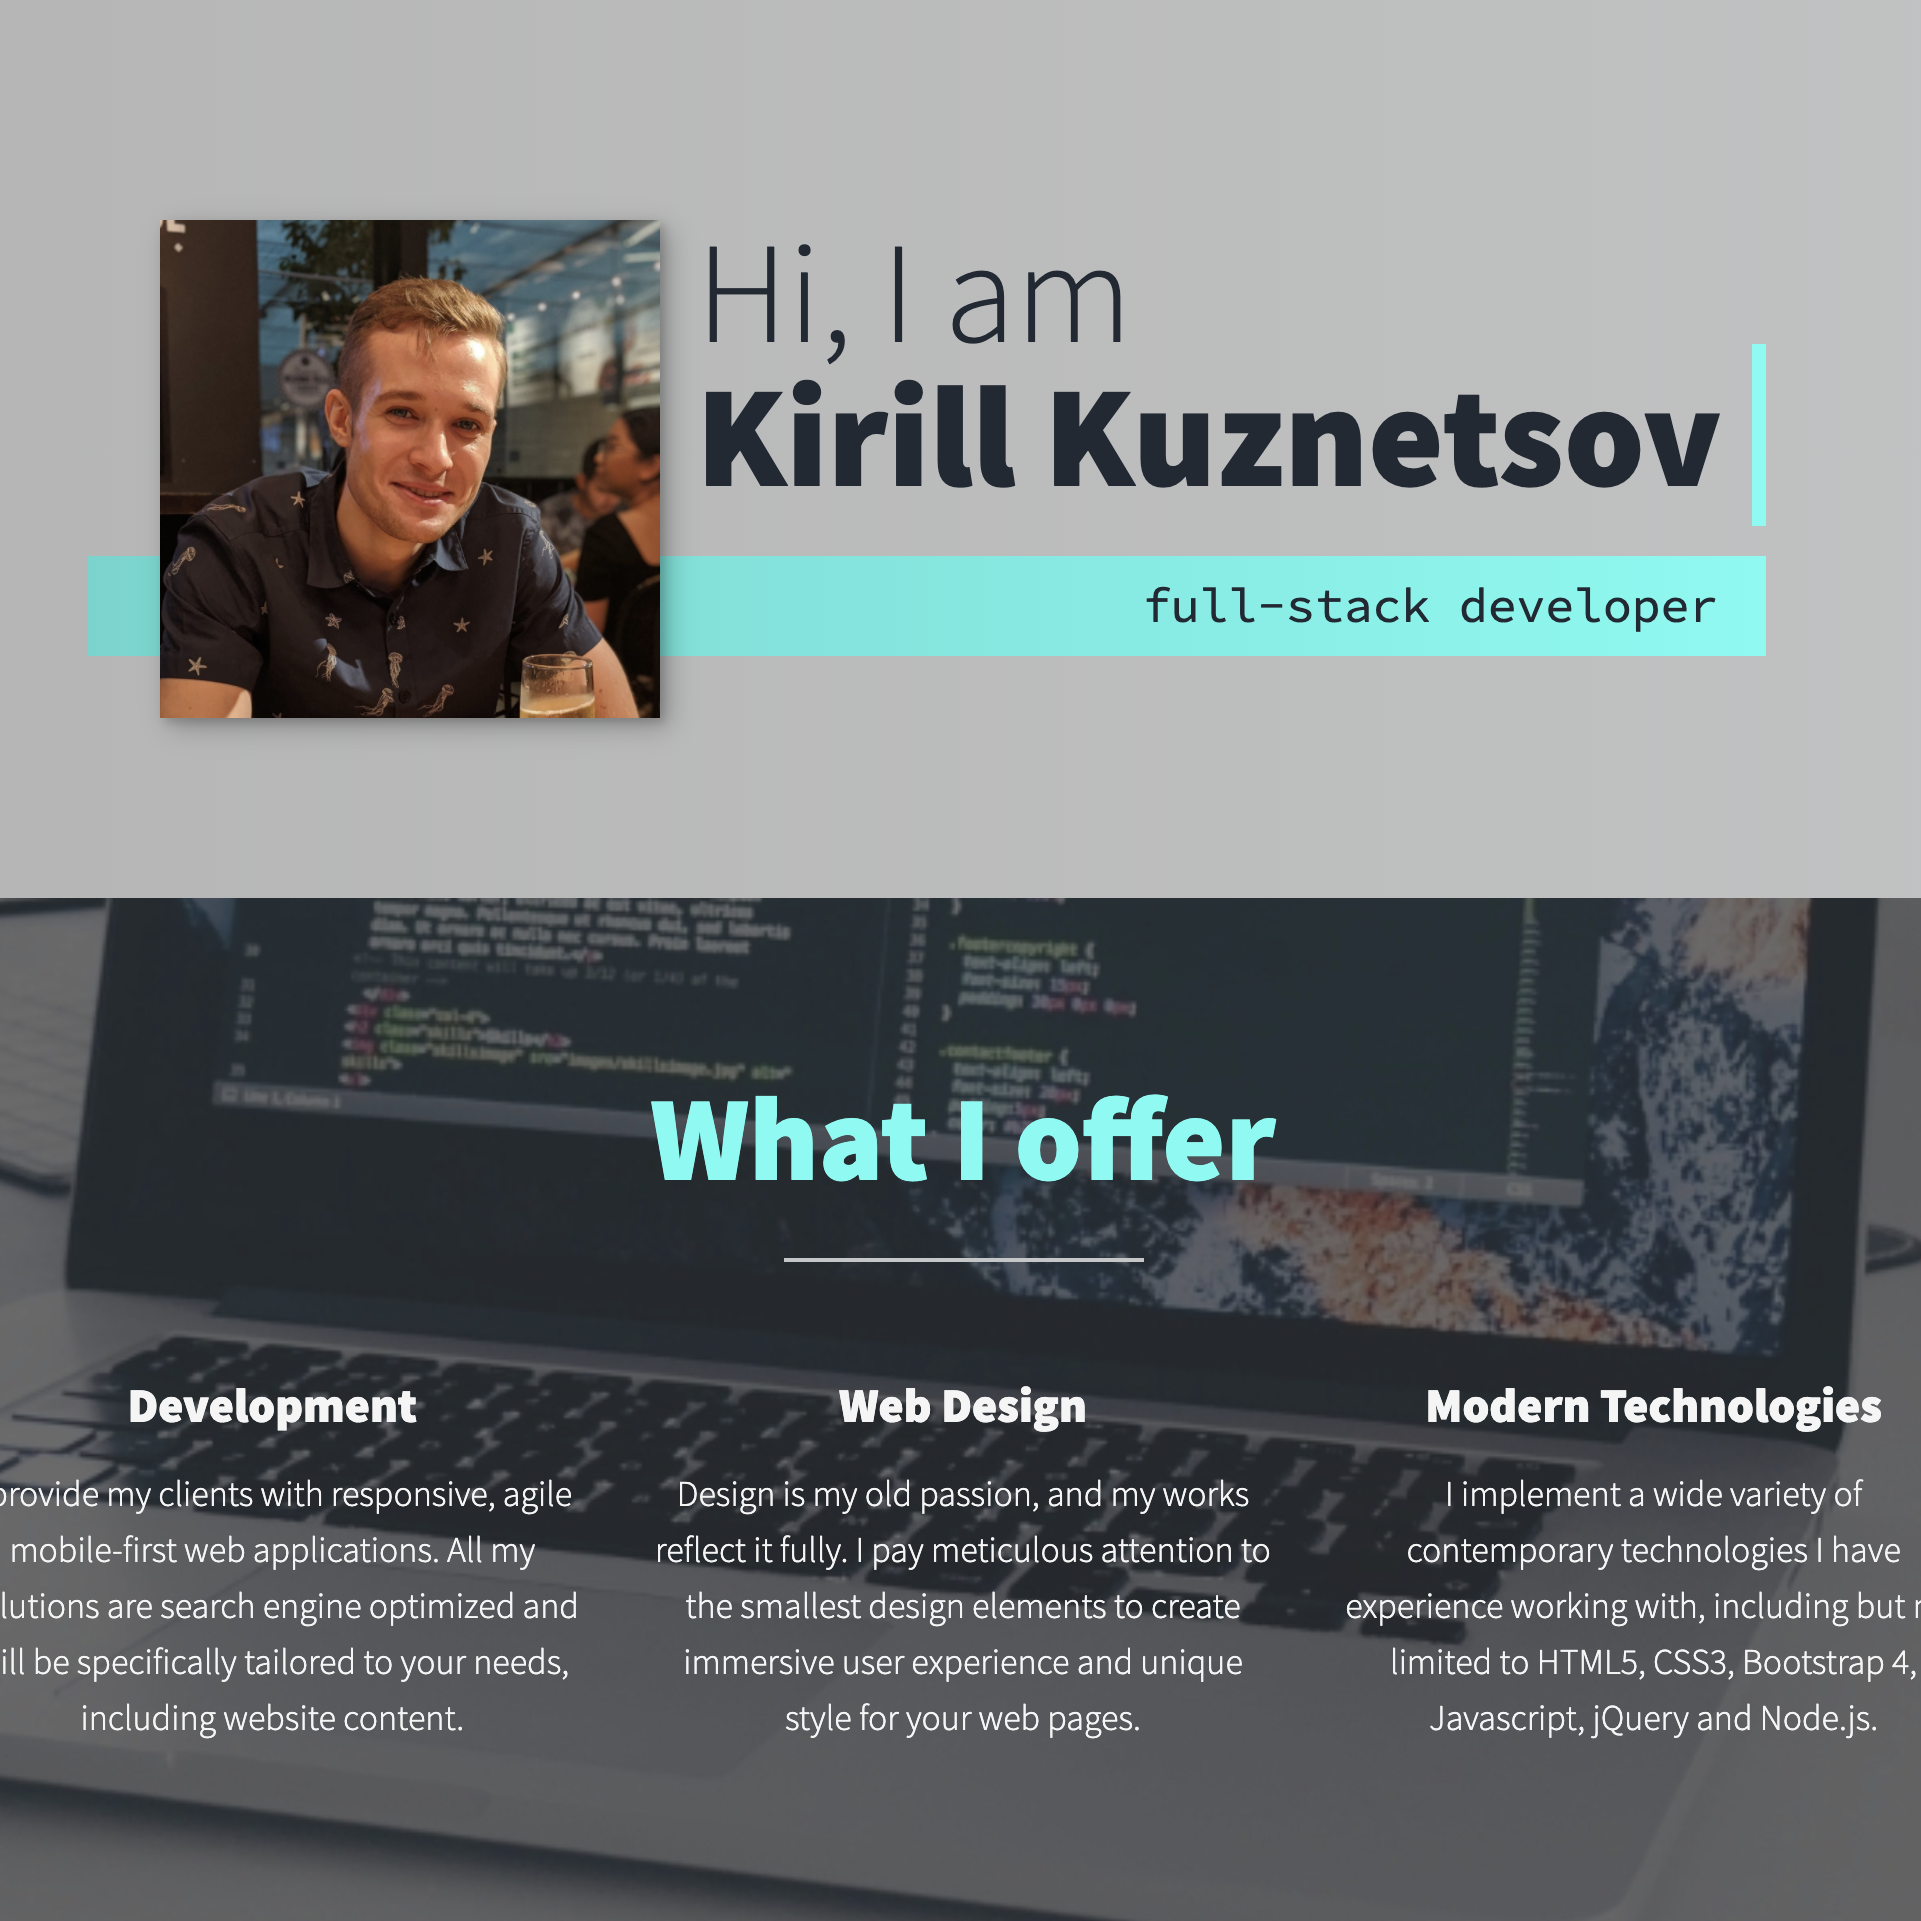 Hi, I am
Kirill Kuznetsov
full-stack developer
What I offer
Development
provide my clients with responsive, agile
mobile-first web applications. All my
lutions are search engine optimized and
ill be specifically tailored to your needs,
including website content.
Web Design
Design is my old passion, and my works
reflect it fully. I pay meticulous attention to
the smallest design elements to create
immersive user experience and unique
style for your web pages.
Modern Technologies
I implement a wide variety of
contemporary technologies I have
experience working with, including but
limited to HTML5, CSS3, Bootstrap 4,
Javascript, jQuery and Node.js.